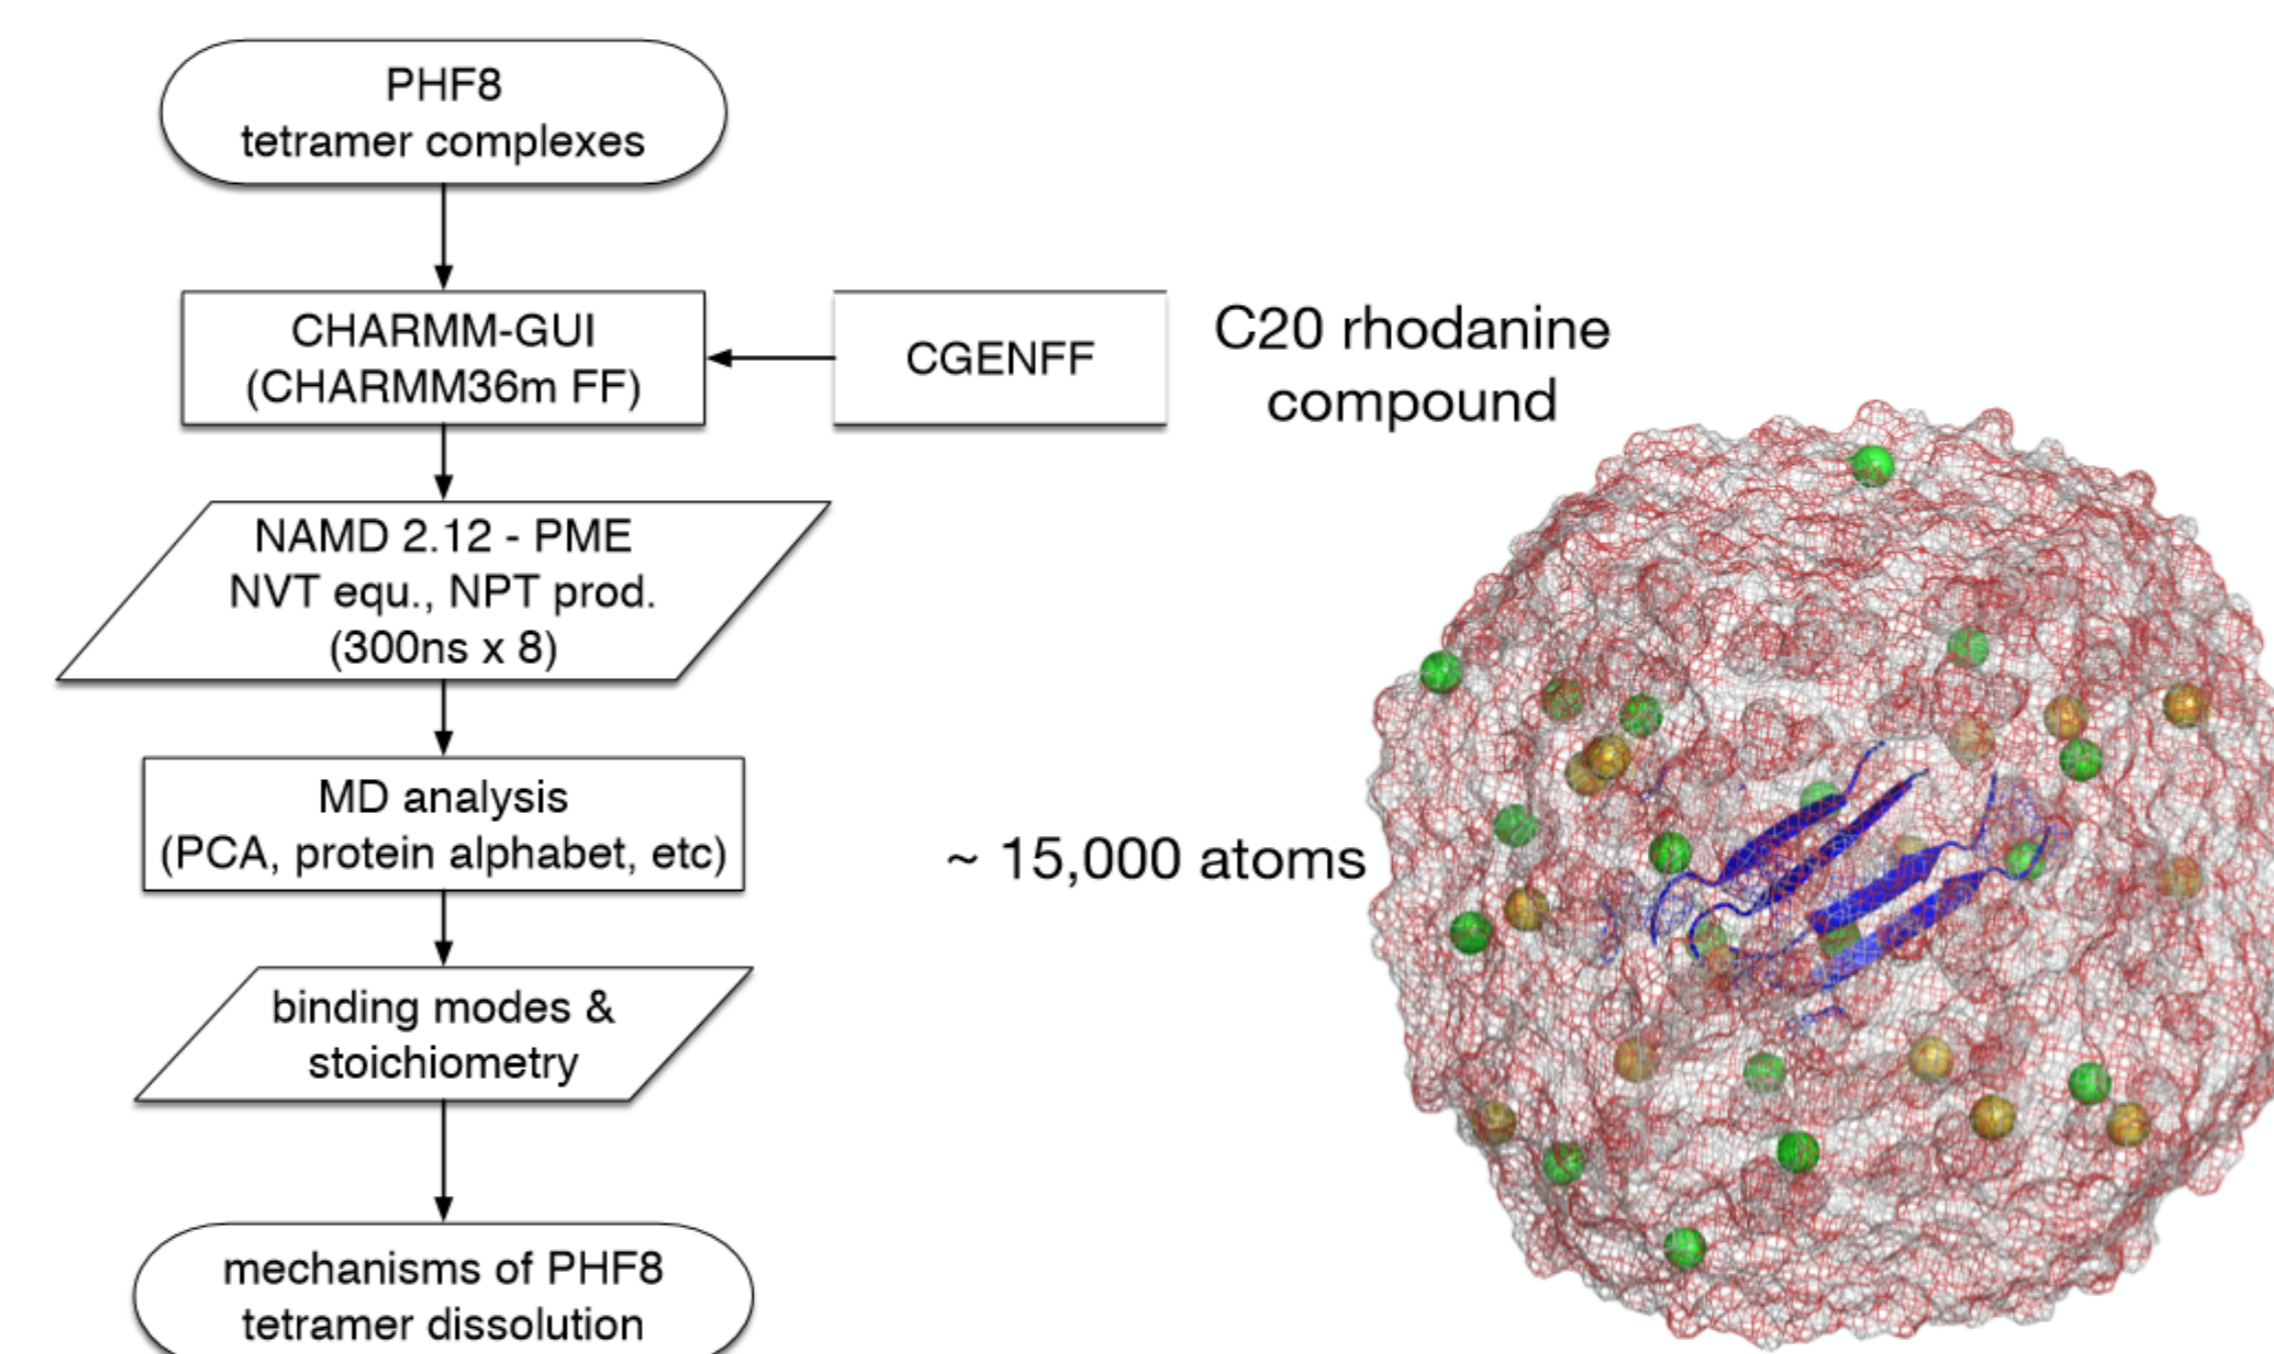 PHF8
tetramer complexes
CHARMM-GUI
(CHARMM36m FF)
CGENFF
C20 rhodanine
compound
NAMD 2.12 - PME
NVT equ., NPT prod.
(300ns x 8)
MD analysis
(PCA, protein alphabet, etc)
~ 15,000 atoms
binding modes &
stoichiometry
mechanisms of PHF8
tetramer dissolution